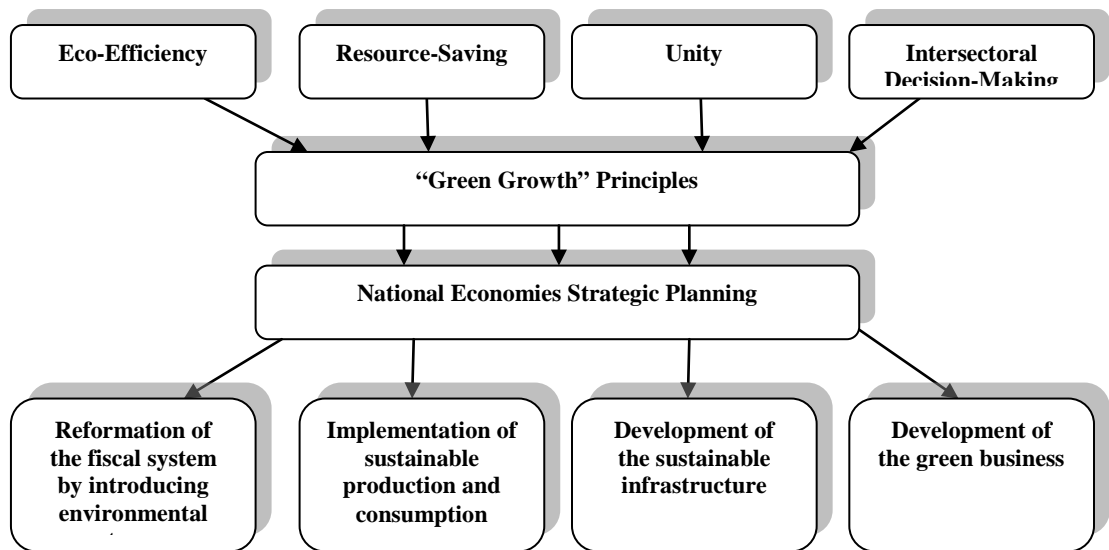 Eco-Efficiency
Resource-Saving
Unity
Intersectoral
Decision-Making
“Green Growth” Principles
National Economies Strategic Planning
Reformation of
the fiscal system
by introducing
environmental
Implementation of
sustainable
production and
consumption
Development of
the sustainable
infrastructure
Development of
the green business